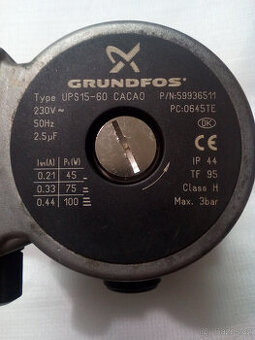 GRUNDFOS
Type UPS15-60 CACAO P/N:59936511
230V~ PC:0645TE
50Hz
2.5µF
I₁/₁(A) P₁(W)
0.21 45
0.33 75
0.44 100
IP 44
TF 95
Class H
Max. 3bar